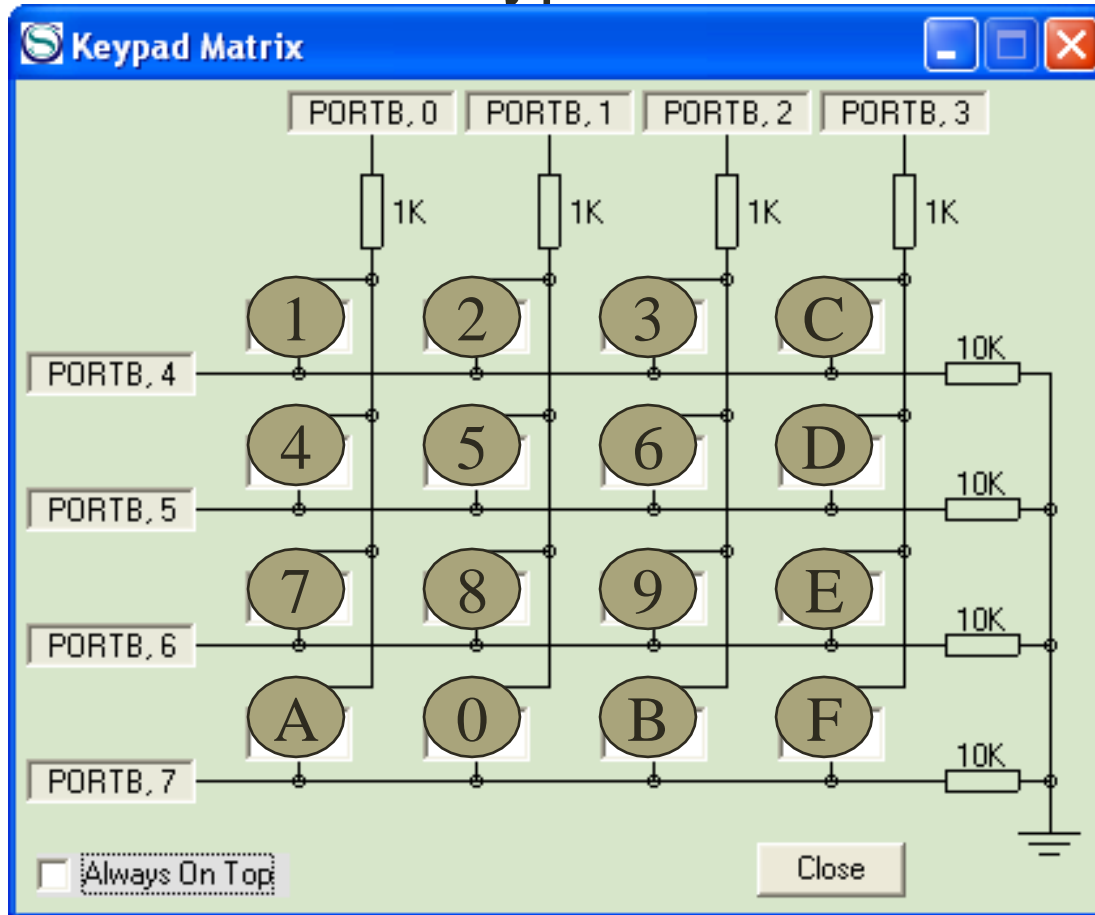 Keypad Matrix
PORTB, 0 PORTB, 1 PORTB, 2 PORTB, 3
1K 1K 1K 1K
1 2 3 C
10K
PORTB, 4
4 5 6 D
10K
PORTB, 5
7 8 9 E
10K
PORTB, 6
A 0 B F
10K
PORTB, 7
Always On Top Close